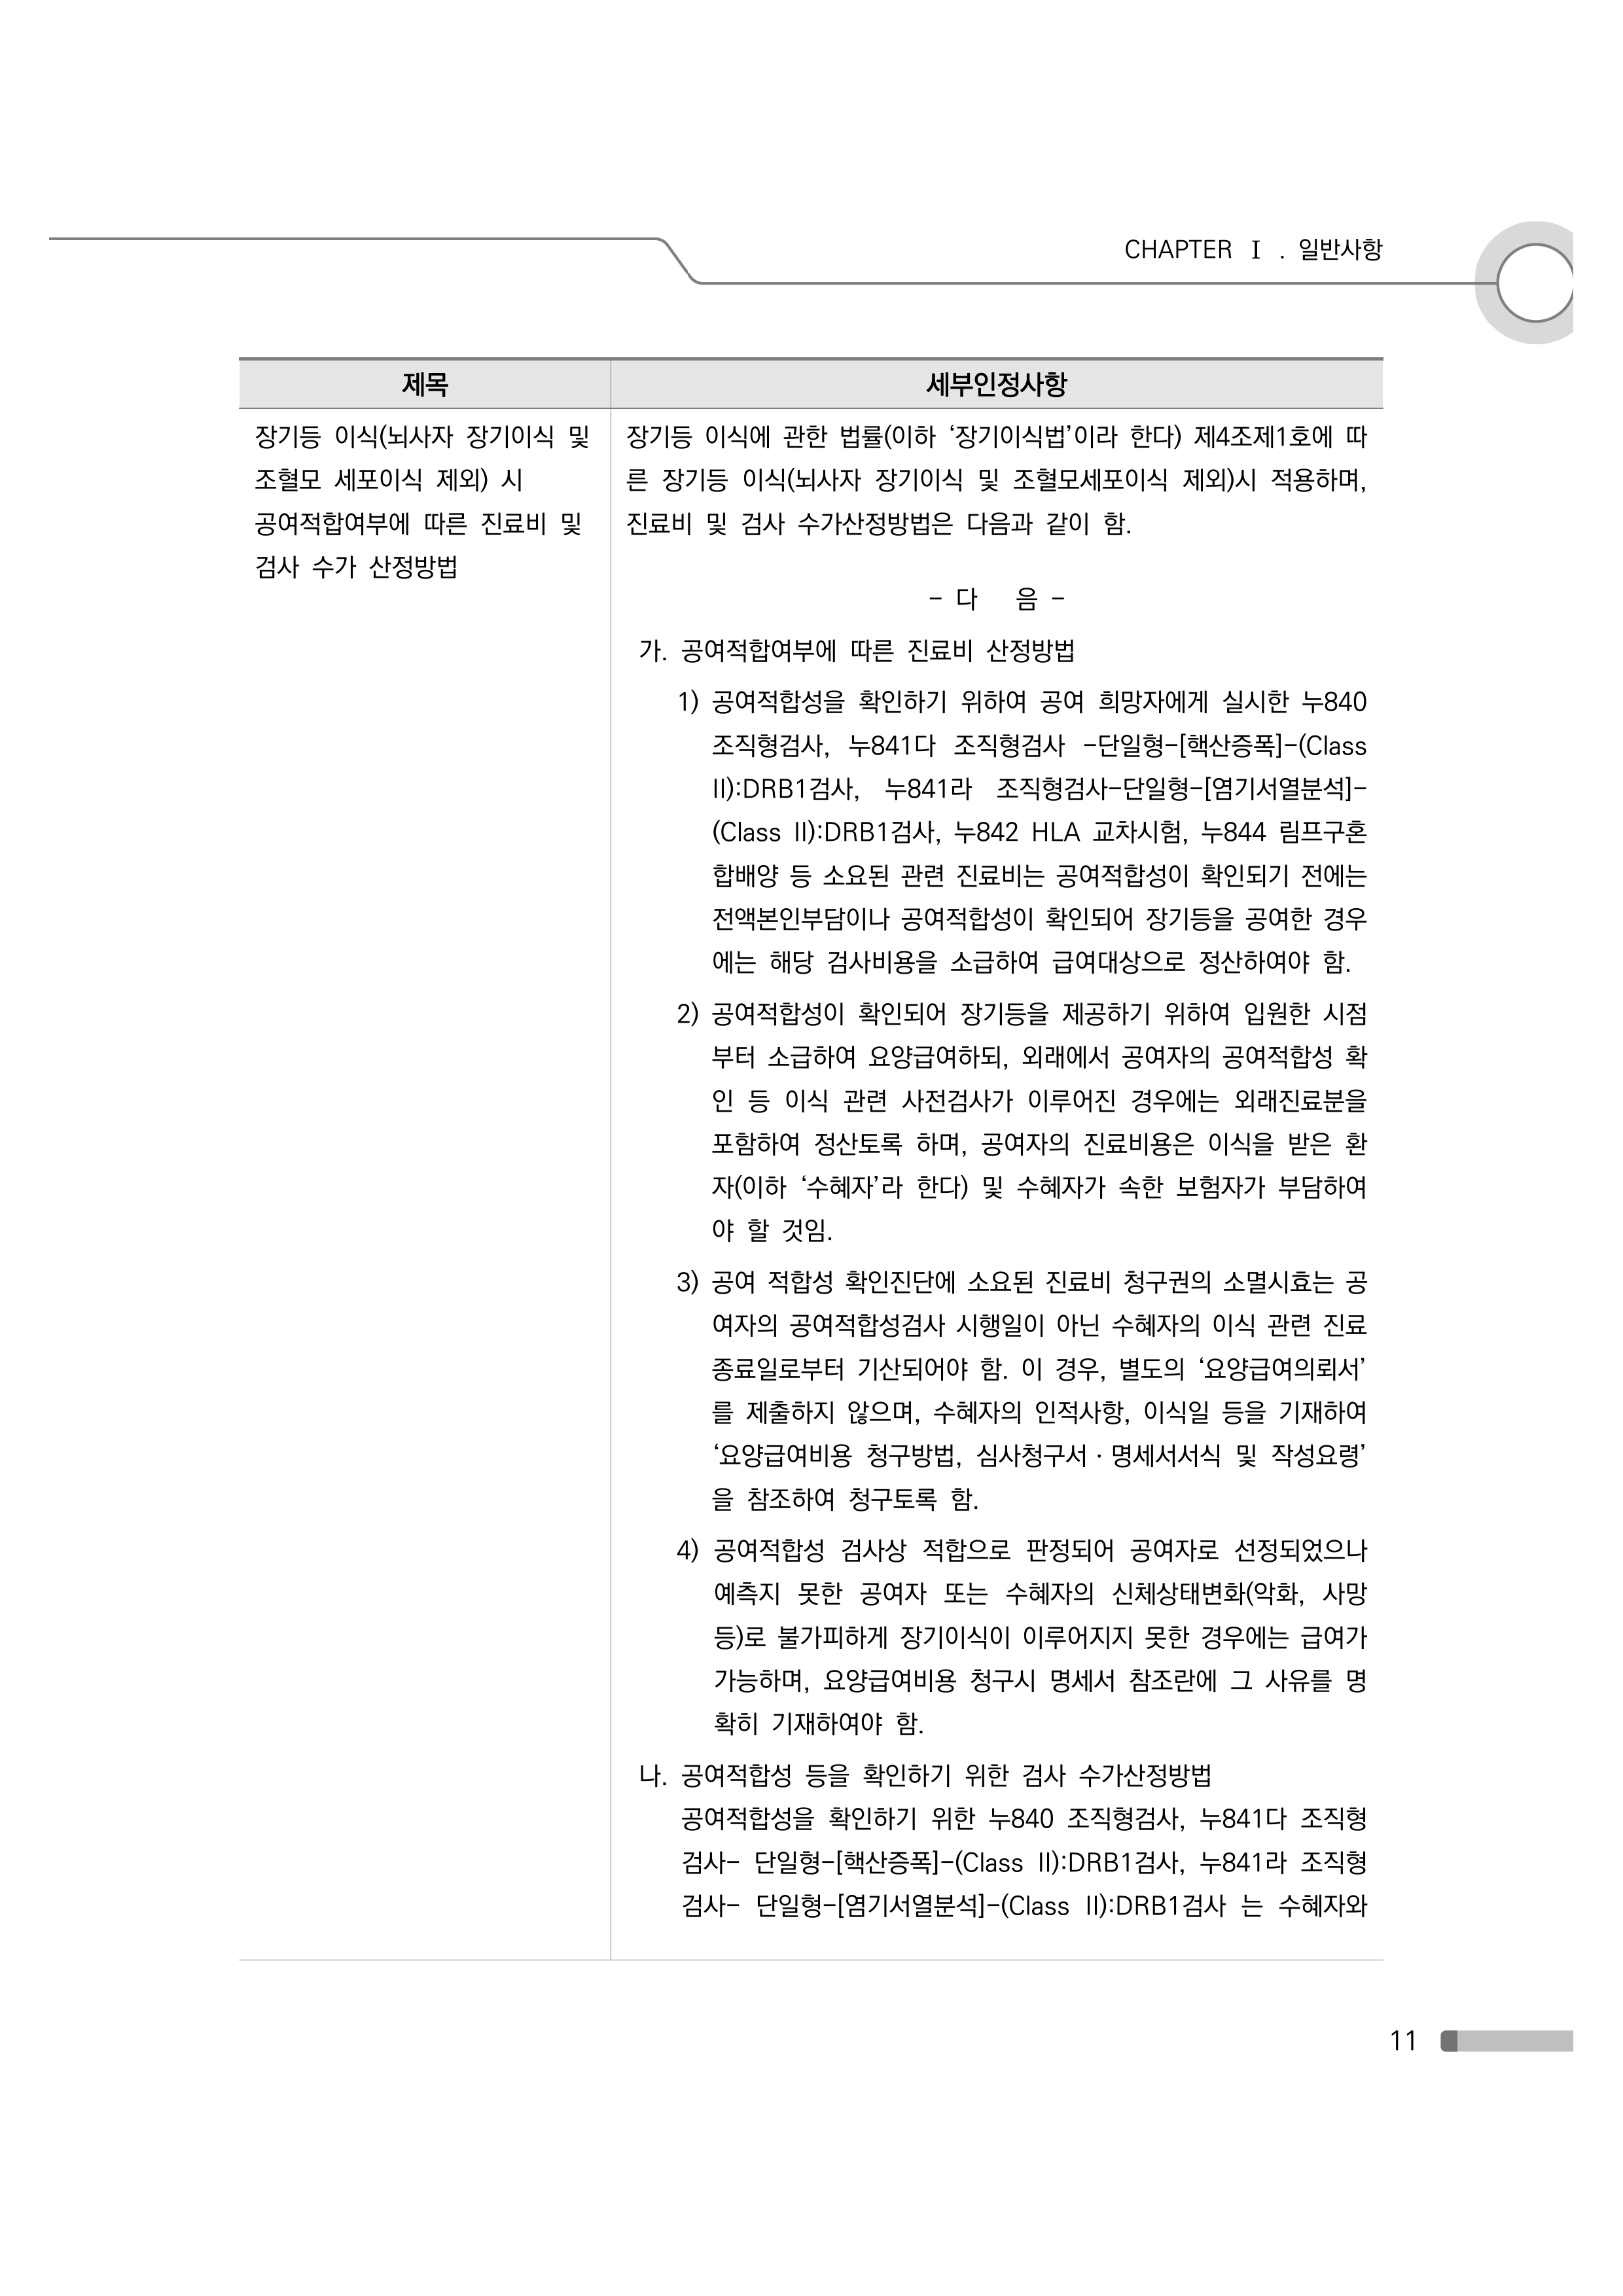 CHAPTER Ⅰ. 일반사항
제목
세부인정사항
장기등 이식(뇌사자 장기이식 및
조혈모 세포이식 제외) 시
공여적합여부에 따른 진료비 및
검사 수가 산정방법
장기등 이식에 관한 법률(이하 ‘장기이식법’이라 한다) 제4조제1호에 따
른 장기등 이식(뇌사자 장기이식 및 조혈모세포이식 제외)시 적용하며,
진료비 및 검사 수가산정방법은 다음과 같이 함.
- 다 음 -
가. 공여적합여부에 따른 진료비 산정방법
1) 공여적합성을 확인하기 위하여 공여 희망자에게 실시한 누840
조직형검사, 누841다 조직형검사 -단일형-[핵산증폭]-(Class
II):DRB1검사, 누841라 조직형검사-단일형-[염기서열분석]-
(Class II):DRB1검사, 누842 HLA 교차시험, 누844 림프구혼
합배양 등 소요된 관련 진료비는 공여적합성이 확인되기 전에는
전액본인부담이나 공여적합성이 확인되어 장기등을 공여한 경우
에는 해당 검사비용을 소급하여 급여대상으로 정산하여야 함.
2) 공여적합성이 확인되어 장기등을 제공하기 위하여 입원한 시점
부터 소급하여 요양급여하되, 외래에서 공여자의 공여적합성 확
인 등 이식 관련 사전검사가 이루어진 경우에는 외래진료분을
포함하여 정산토록 하며, 공여자의 진료비용은 이식을 받은 환
자(이하 ‘수혜자’라 한다) 및 수혜자가 속한 보험자가 부담하여
야 할 것임.
3) 공여 적합성 확인진단에 소요된 진료비 청구권의 소멸시효는 공
여자의 공여적합성검사 시행일이 아닌 수혜자의 이식 관련 진료
종료일로부터 기산되어야 함. 이 경우, 별도의 ‘요양급여의뢰서’
를 제출하지 않으며, 수혜자의 인적사항, 이식일 등을 기재하여
‘요양급여비용 청구방법, 심사청구서·명세서서식 및 작성요령’
을 참조하여 청구토록 함.
4) 공여적합성 검사상 적합으로 판정되어 공여자로 선정되었으나
예측지 못한 공여자 또는 수혜자의 신체상태변화(악화, 사망
등)로 불가피하게 장기이식이 이루어지지 못한 경우에는 급여가
가능하며, 요양급여비용 청구시 명세서 참조란에 그 사유를 명
확히 기재하여야 함.
나. 공여적합성 등을 확인하기 위한 검사 수가산정방법
공여적합성을 확인하기 위한 누840 조직형검사, 누841다 조직형
검사- 단일형-[핵산증폭]-(Class II):DRB1검사, 누841라 조직형
검사- 단일형-[염기서열분석]-(Class II):DRB1검사 는 수혜자와
11